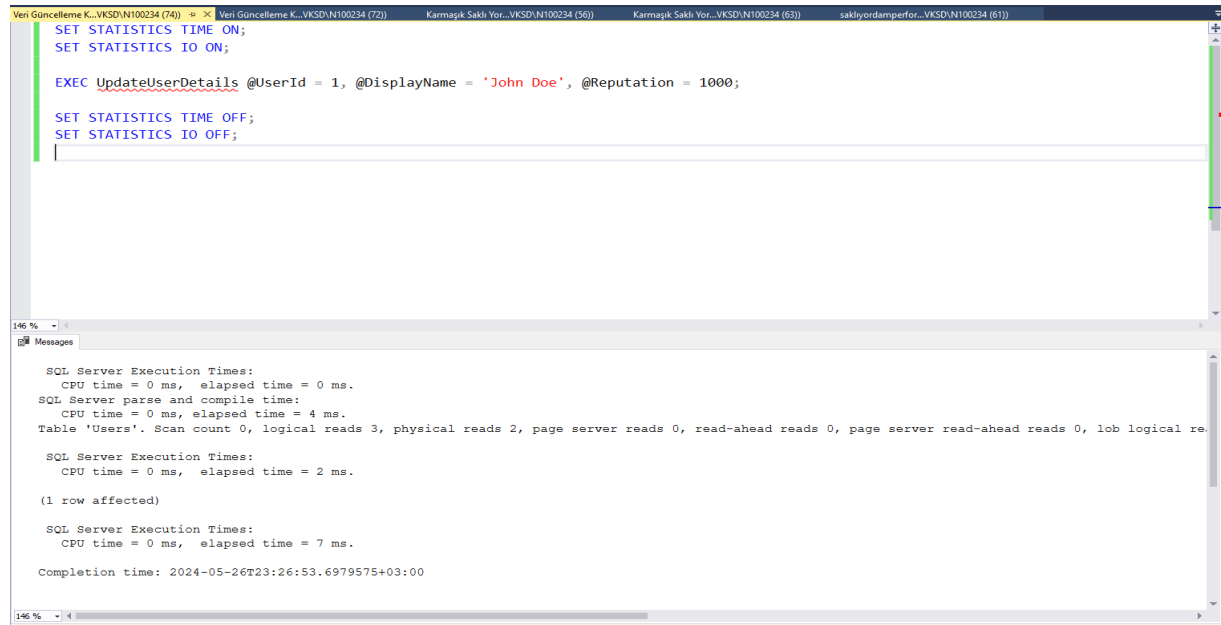 Veri Güncelleme K...VKSD\N100234 (74)) Veri Güncelleme K...VKSD\N100234 (72)) Karmaşık Saklı Yor...VKSD\N100234 (56)) Karmaşık Saklı Yor...VKSD\N100234 (63)) saklıyordamperfor...VKSD\N100234 (61))
SET STATISTICS TIME ON;
SET STATISTICS IO ON;
EXEC UpdateUserDetails @UserId = 1, @DisplayName = 'John Doe', @Reputation = 1000;
SET STATISTICS TIME OFF;
SET STATISTICS IO OFF;
146 %
Messages
SQL Server Execution Times:
CPU time = 0 ms, elapsed time = 0 ms.
SQL Server parse and compile time:
CPU time = 0 ms, elapsed time = 4 ms.
Table 'Users'. Scan count 0, logical reads 3, physical reads 2, page server reads 0, read-ahead reads 0, page server read-ahead reads 0, lob logical re
SQL Server Execution Times:
CPU time = 0 ms, elapsed time = 2 ms.
(1 row affected)
SQL Server Execution Times:
CPU time = 0 ms, elapsed time = 7 ms.
Completion time: 2024-05-26T23:26:53.6979575+03:00
146 %